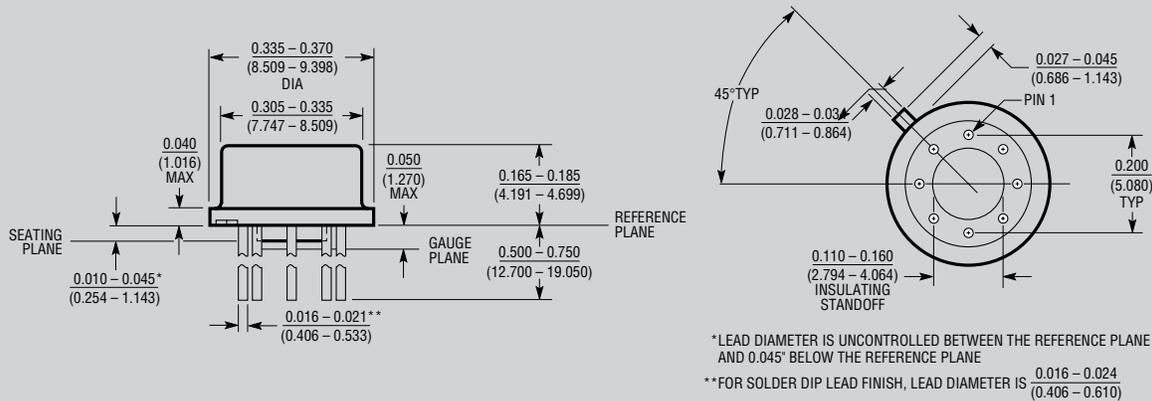 0.335 – 0.370
(8.509 – 9.398)
DIA
0.305 – 0.335
(7.747 – 8.509)
0.040
(1.016)
MAX
0.050
(1.270)
MAX
0.165 – 0.185
(4.191 – 4.699)
REFERENCE
PLANE
SEATING
PLANE
GAUGE
PLANE
0.500 – 0.750
(12.700 – 19.050)
0.010 – 0.045*
(0.254 – 1.143)
0.016 – 0.021**
(0.406 – 0.533)
45°TYP
0.028 – 0.034
(0.711 – 0.864)
0.027 – 0.045
(0.686 – 1.143)
PIN 1
0.200
(5.080)
TYP
0.110 – 0.160
(2.794 – 4.064)
INSULATING
STANDOFF
*LEAD DIAMETER IS UNCONTROLLED BETWEEN THE REFERENCE PLANE
AND 0.045" BELOW THE REFERENCE PLANE
**FOR SOLDER DIP LEAD FINISH, LEAD DIAMETER IS 0.016 – 0.024
(0.406 – 0.610)